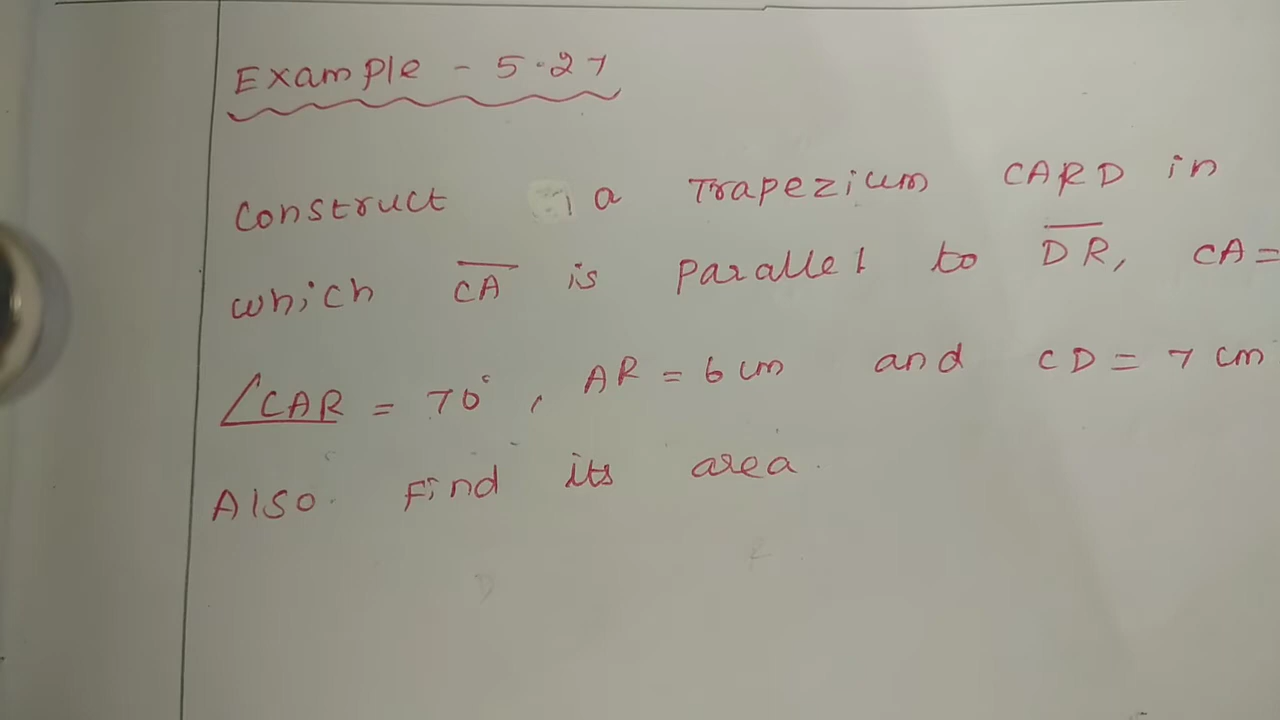 Example - 5.27
Construct a Trapezium CARD in
which CA is parallel to DR, CA=
∠CAR = 70°, AR = 6 cm and CD = 7 cm
Also. Find its area.